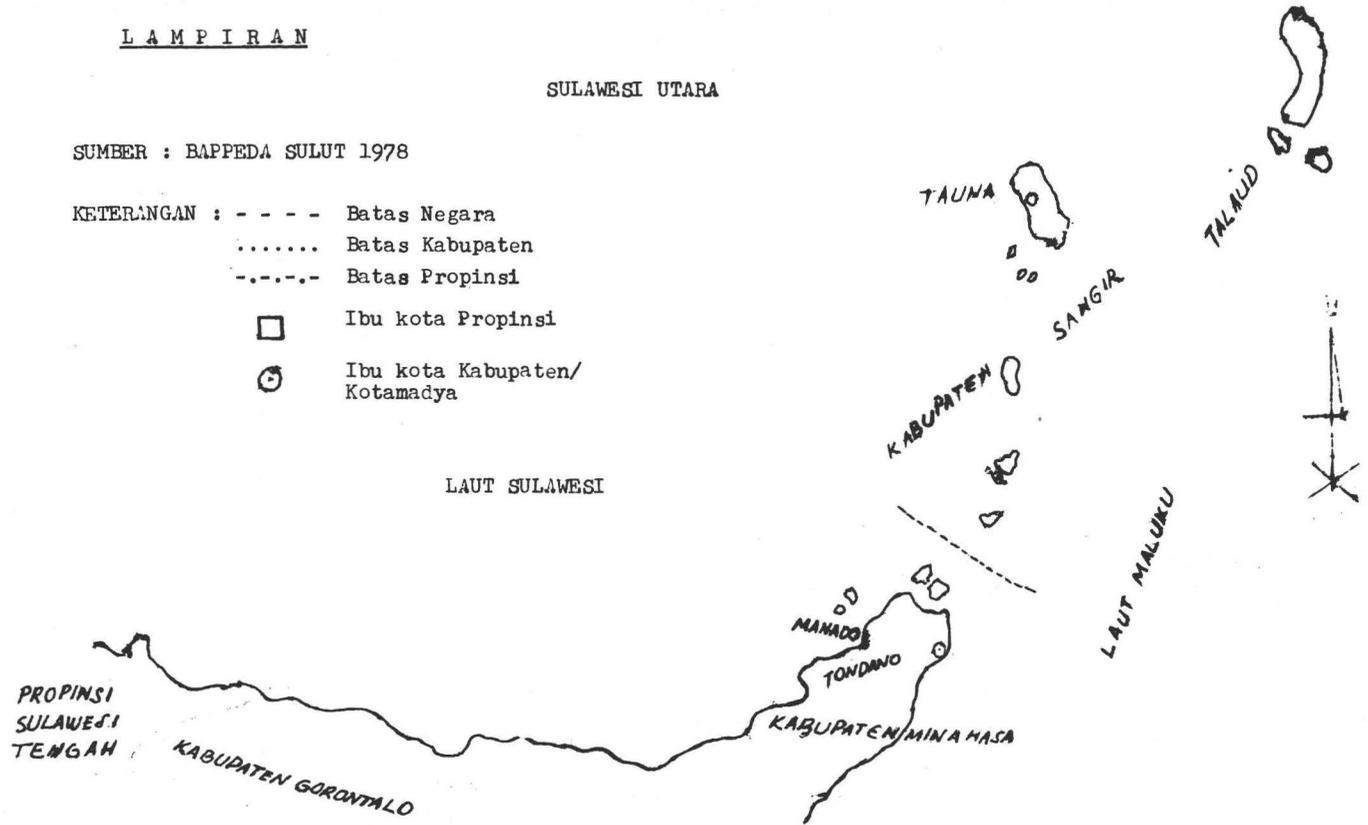 LAMPIRAN
SULAWESI UTARA
SUMBER : BAPPEDA SULUT 1978
KETERANGAN : - - - - Batas Negara
....... Batas Kabupaten
-.-.-.- Batas Propinsi
Ibu kota Propinsi
Ibu kota Kabupaten/
Kotamadya
TAUNA
TALAUD
SANGIR
KABUPATEN
LAUT SULAWESI
LAUT MALUKU
MANADO
TONDANO
KABUPATEN MINAHASA
PROPINSI
SULAWESI
TENGAH
KABUPATEN GORONTALO